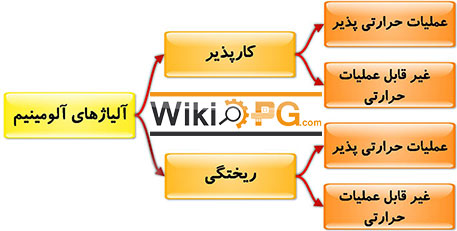 آلیاژهای آلومینیم
کارپذیر
عملیات حرارتی پذیر
غیر قابل عملیات
حرارتی
WikiPG.com
ریختگی
عملیات حرارتی پذیر
غیر قابل عملیات
حرارتی